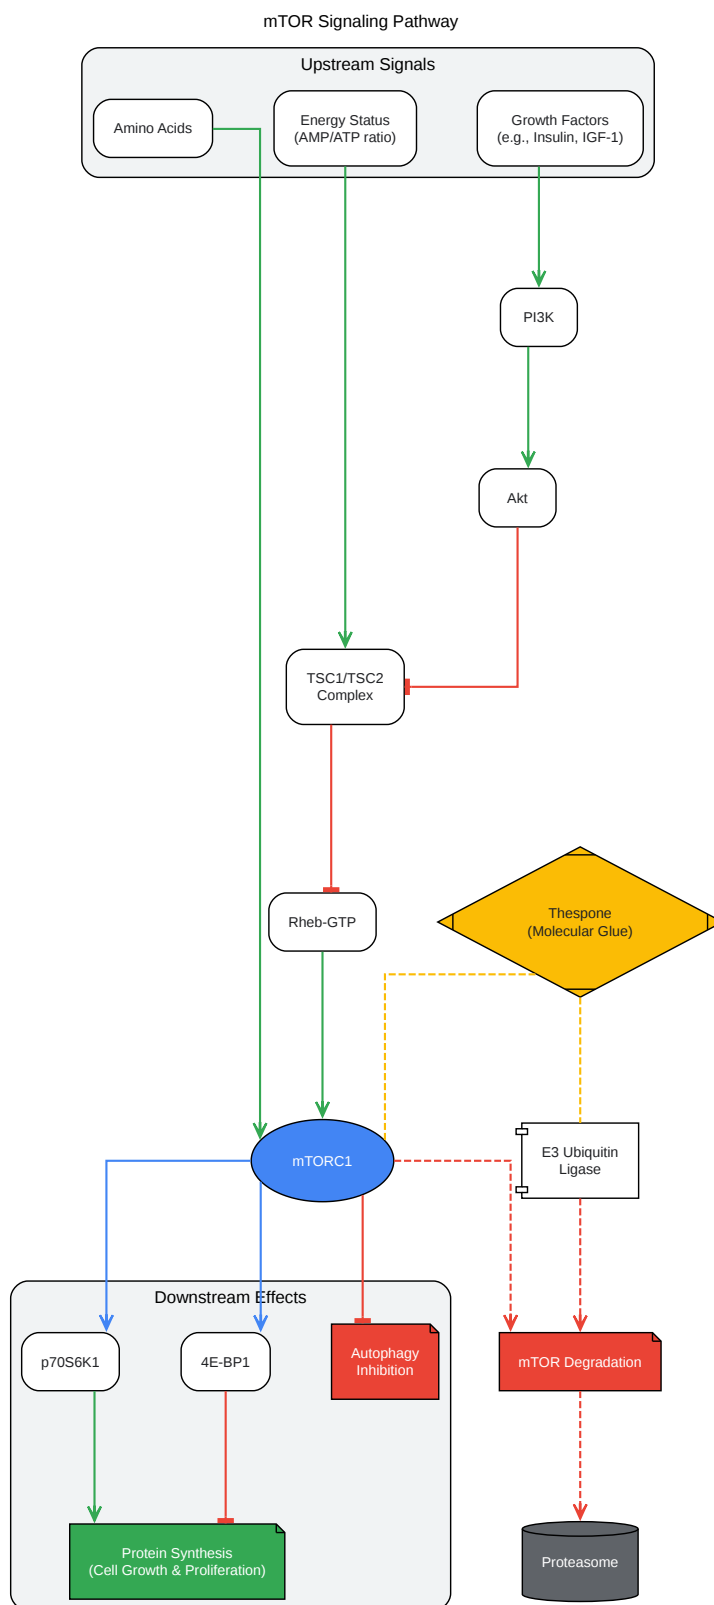 mTOR Signaling Pathway
Upstream Signals
Amino Acids
Energy Status
(AMP/ATP ratio)
Growth Factors
(e.g., Insulin, IGF-1)
PI3K
Akt
TSC1/TSC2
Complex
Rheb-GTP
Thespone
(Molecular Glue)
mTORC1
E3 Ubiquitin
Ligase
Downstream Effects
p70S6K1
4E-BP1
Autophagy
Inhibition
mTOR Degradation
Protein Synthesis
(Cell Growth & Proliferation)
Proteasome